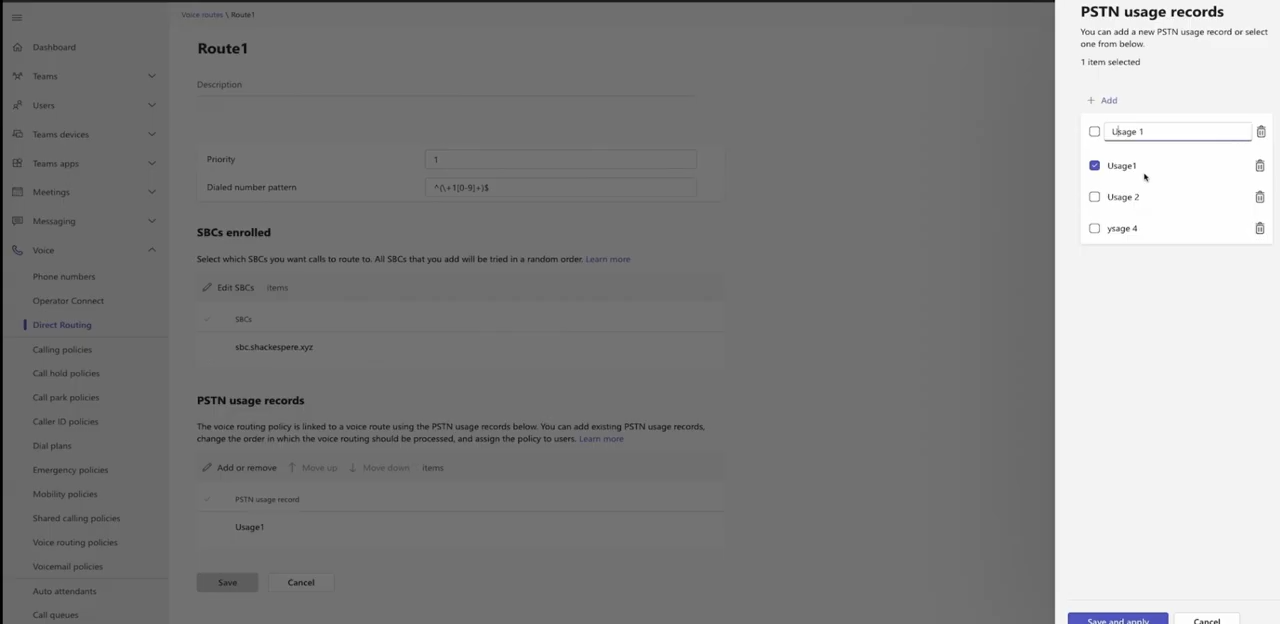 Voice routes \ Route1
Dashboard
Teams
Users
Teams devices
Teams apps
Meetings
Messaging
Voice
Phone numbers
Operator Connect
Direct Routing
Calling policies
Call hold policies
Call park policies
Caller ID policies
Dial plans
Emergency policies
Mobility policies
Shared calling policies
Voice routing policies
Voicemail policies
Auto attendants
Call queues
Route1
Description
Priority
1
Dialed number pattern
^(\+1[0-9]+)$
SBCs enrolled
Select which SBCs you want calls to route to. All SBCs that you add will be tried in a random order. Learn more
Edit SBCs items
SBCs
sbc.shackespere.xyz
PSTN usage records
The voice routing policy is linked to a voice route using the PSTN usage records below. You can add existing PSTN usage records,
change the order in which the voice routing should be processed, and assign the policy to users. Learn more
Add or remove Move up Move down items
PSTN usage record
Usage1
Save Cancel
PSTN usage records
You can add a new PSTN usage record or select
one from below.
1 item selected
+ Add
Usage 1
Usage1
Usage 2
ysage 4
Save and apply Cancel